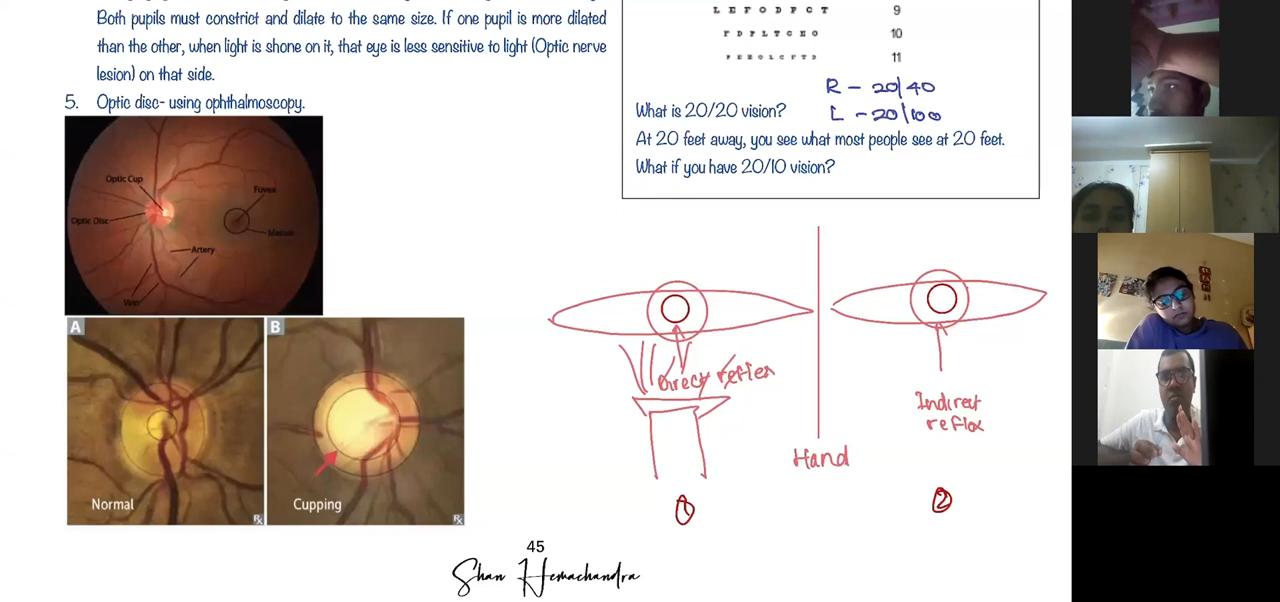 Both pupils must constrict and dilate to the same size. If one pupil is more dilated
than the other, when light is shone on it, that eye is less sensitive to light (Optic nerve
lesion) on that side.
5. Optic disc- using ophthalmoscopy.
Optic Cup
Fovea
Optic Disc
Macula
Artery
Vein
A
B
Normal
Cupping
L E F O D P C T 9
F D P L T C E O 10
P E Z O L C F T D 11
R - 20/40
L - 20/100
What is 20/20 vision?
At 20 feet away, you see what most people see at 20 feet.
What if you have 20/10 vision?
Direct reflex
Indirect
reflex
Hand
1
2
45
Shan Hemachandra